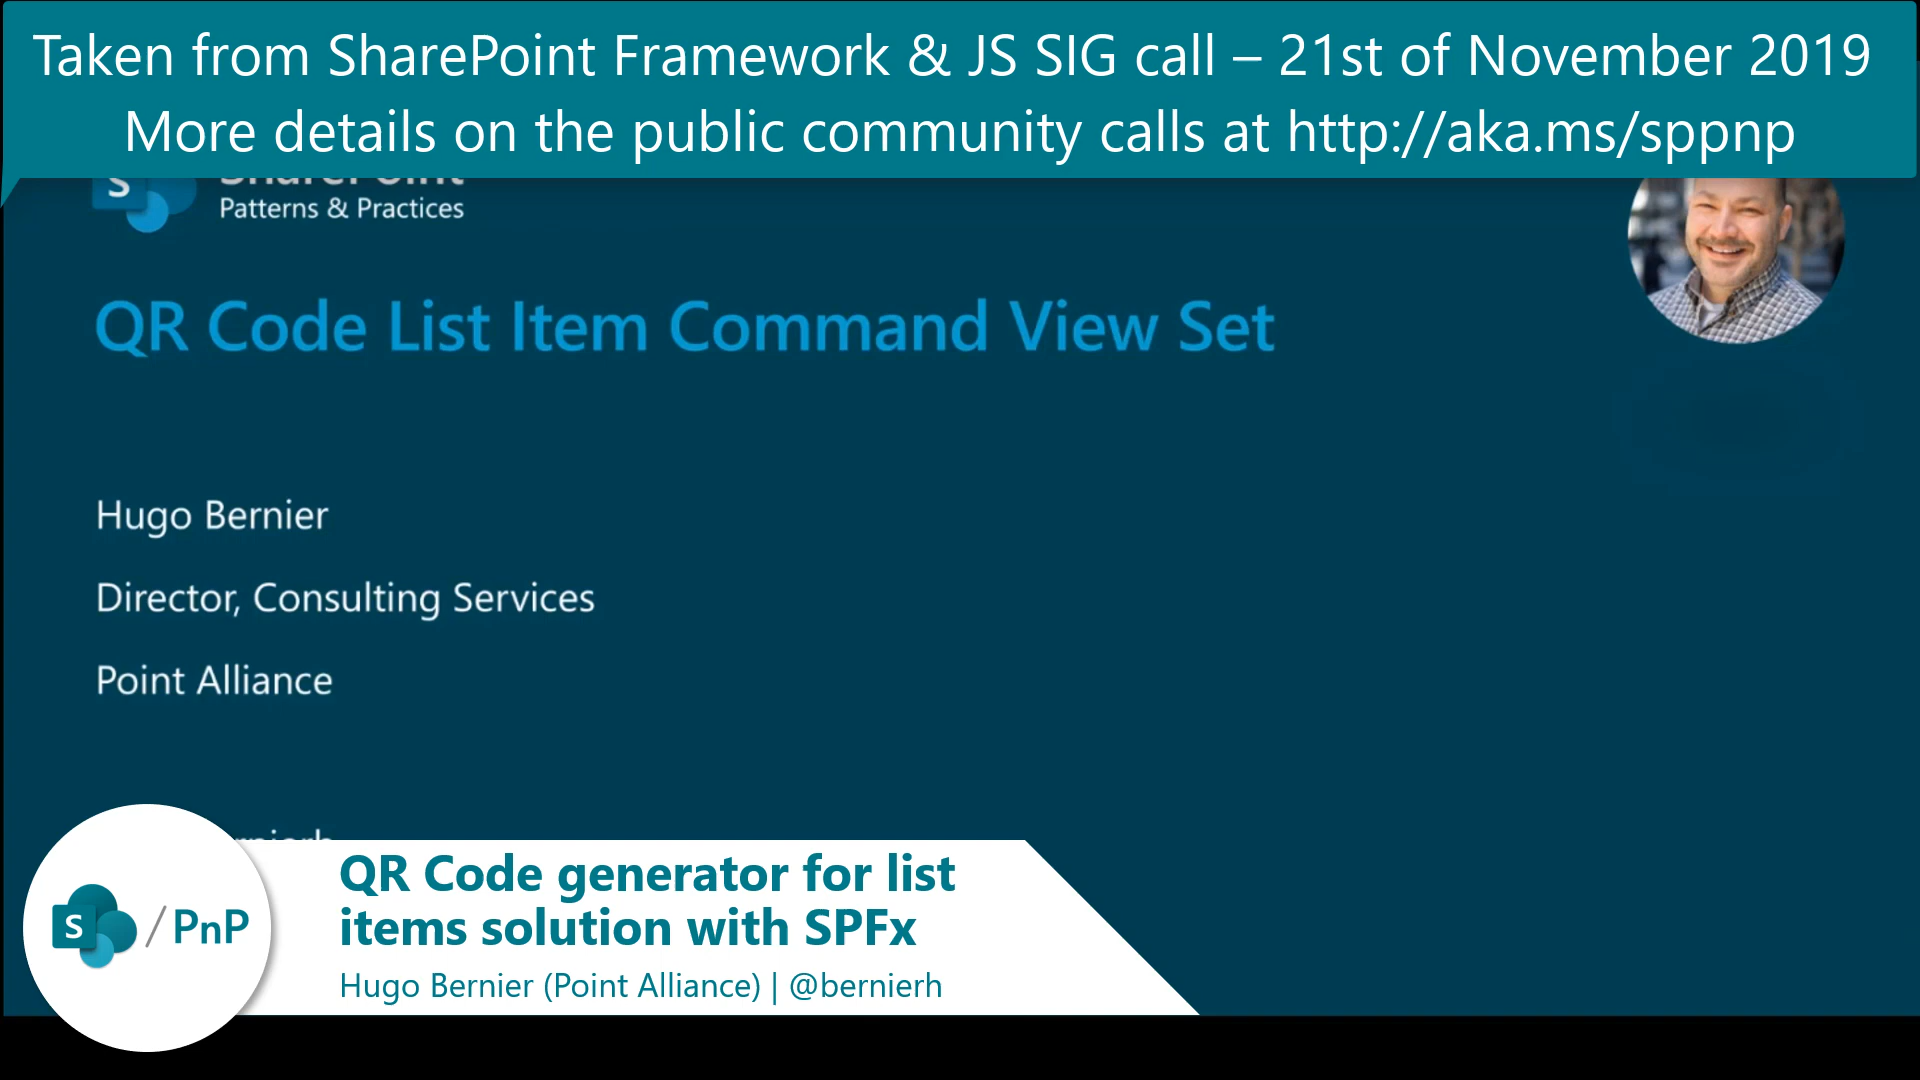 Taken from SharePoint Framework & JS SIG call – 21st of November 2019
More details on the public community calls at http://aka.ms/sppnp
S
SharePoint
Patterns & Practices
QR Code List Item Command View Set
Hugo Bernier
Director, Consulting Services
Point Alliance
QR Code generator for list
items solution with SPFx
S / PnP
Hugo Bernier (Point Alliance) | @bernierh